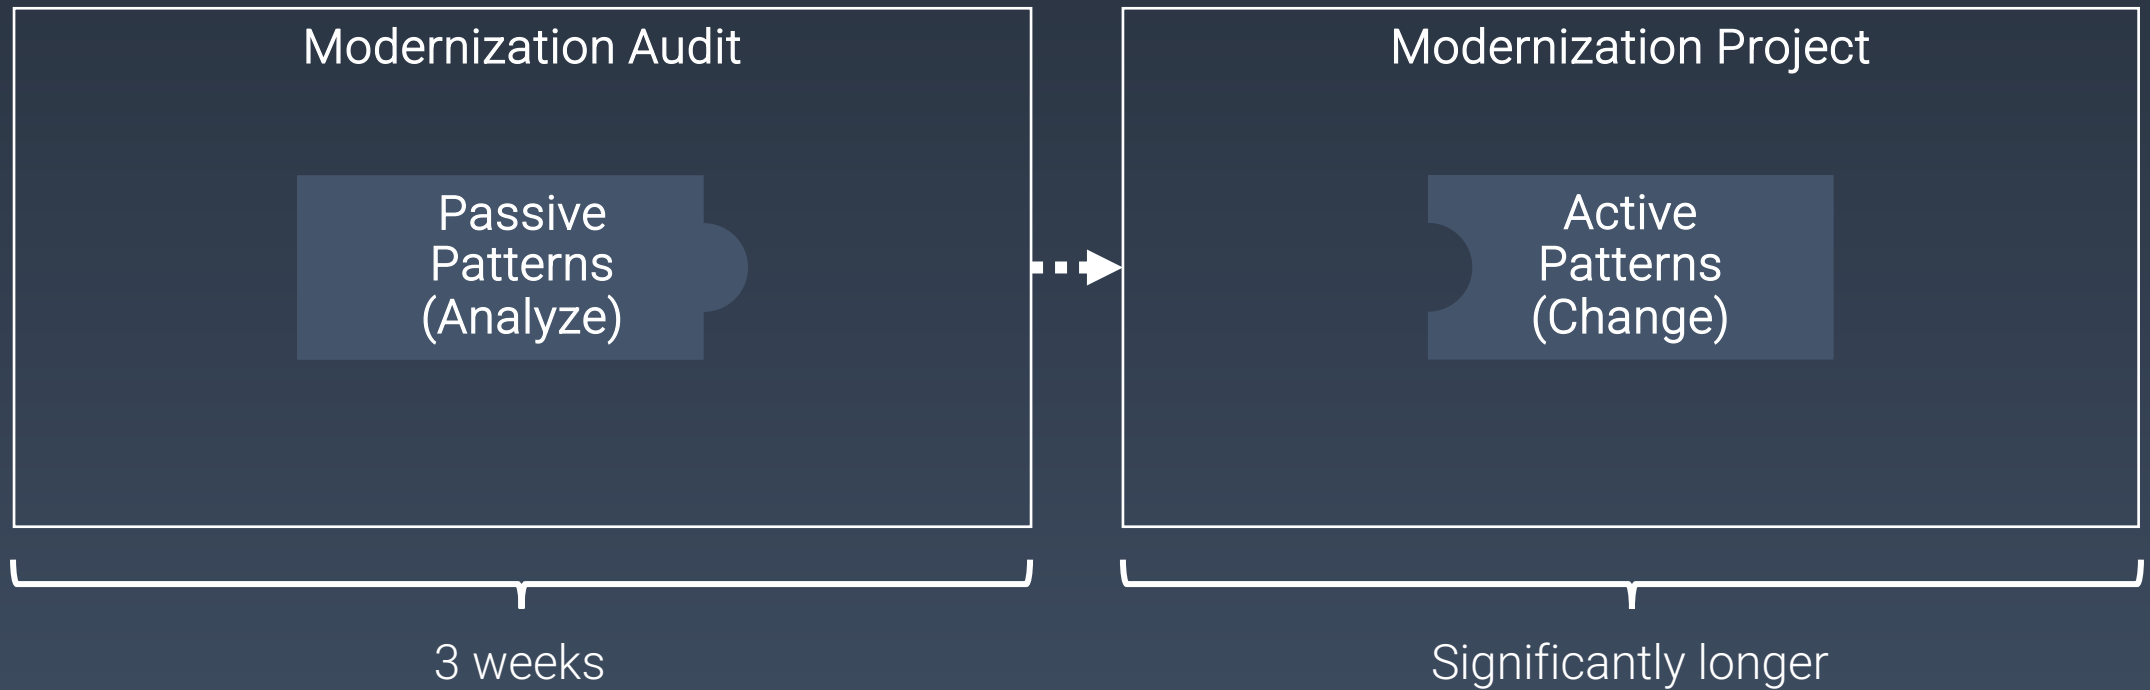 Modernization Audit
Passive
Patterns
(Analyze)
3 weeks
Modernization Project
Active
Patterns
(Change)
Significantly longer